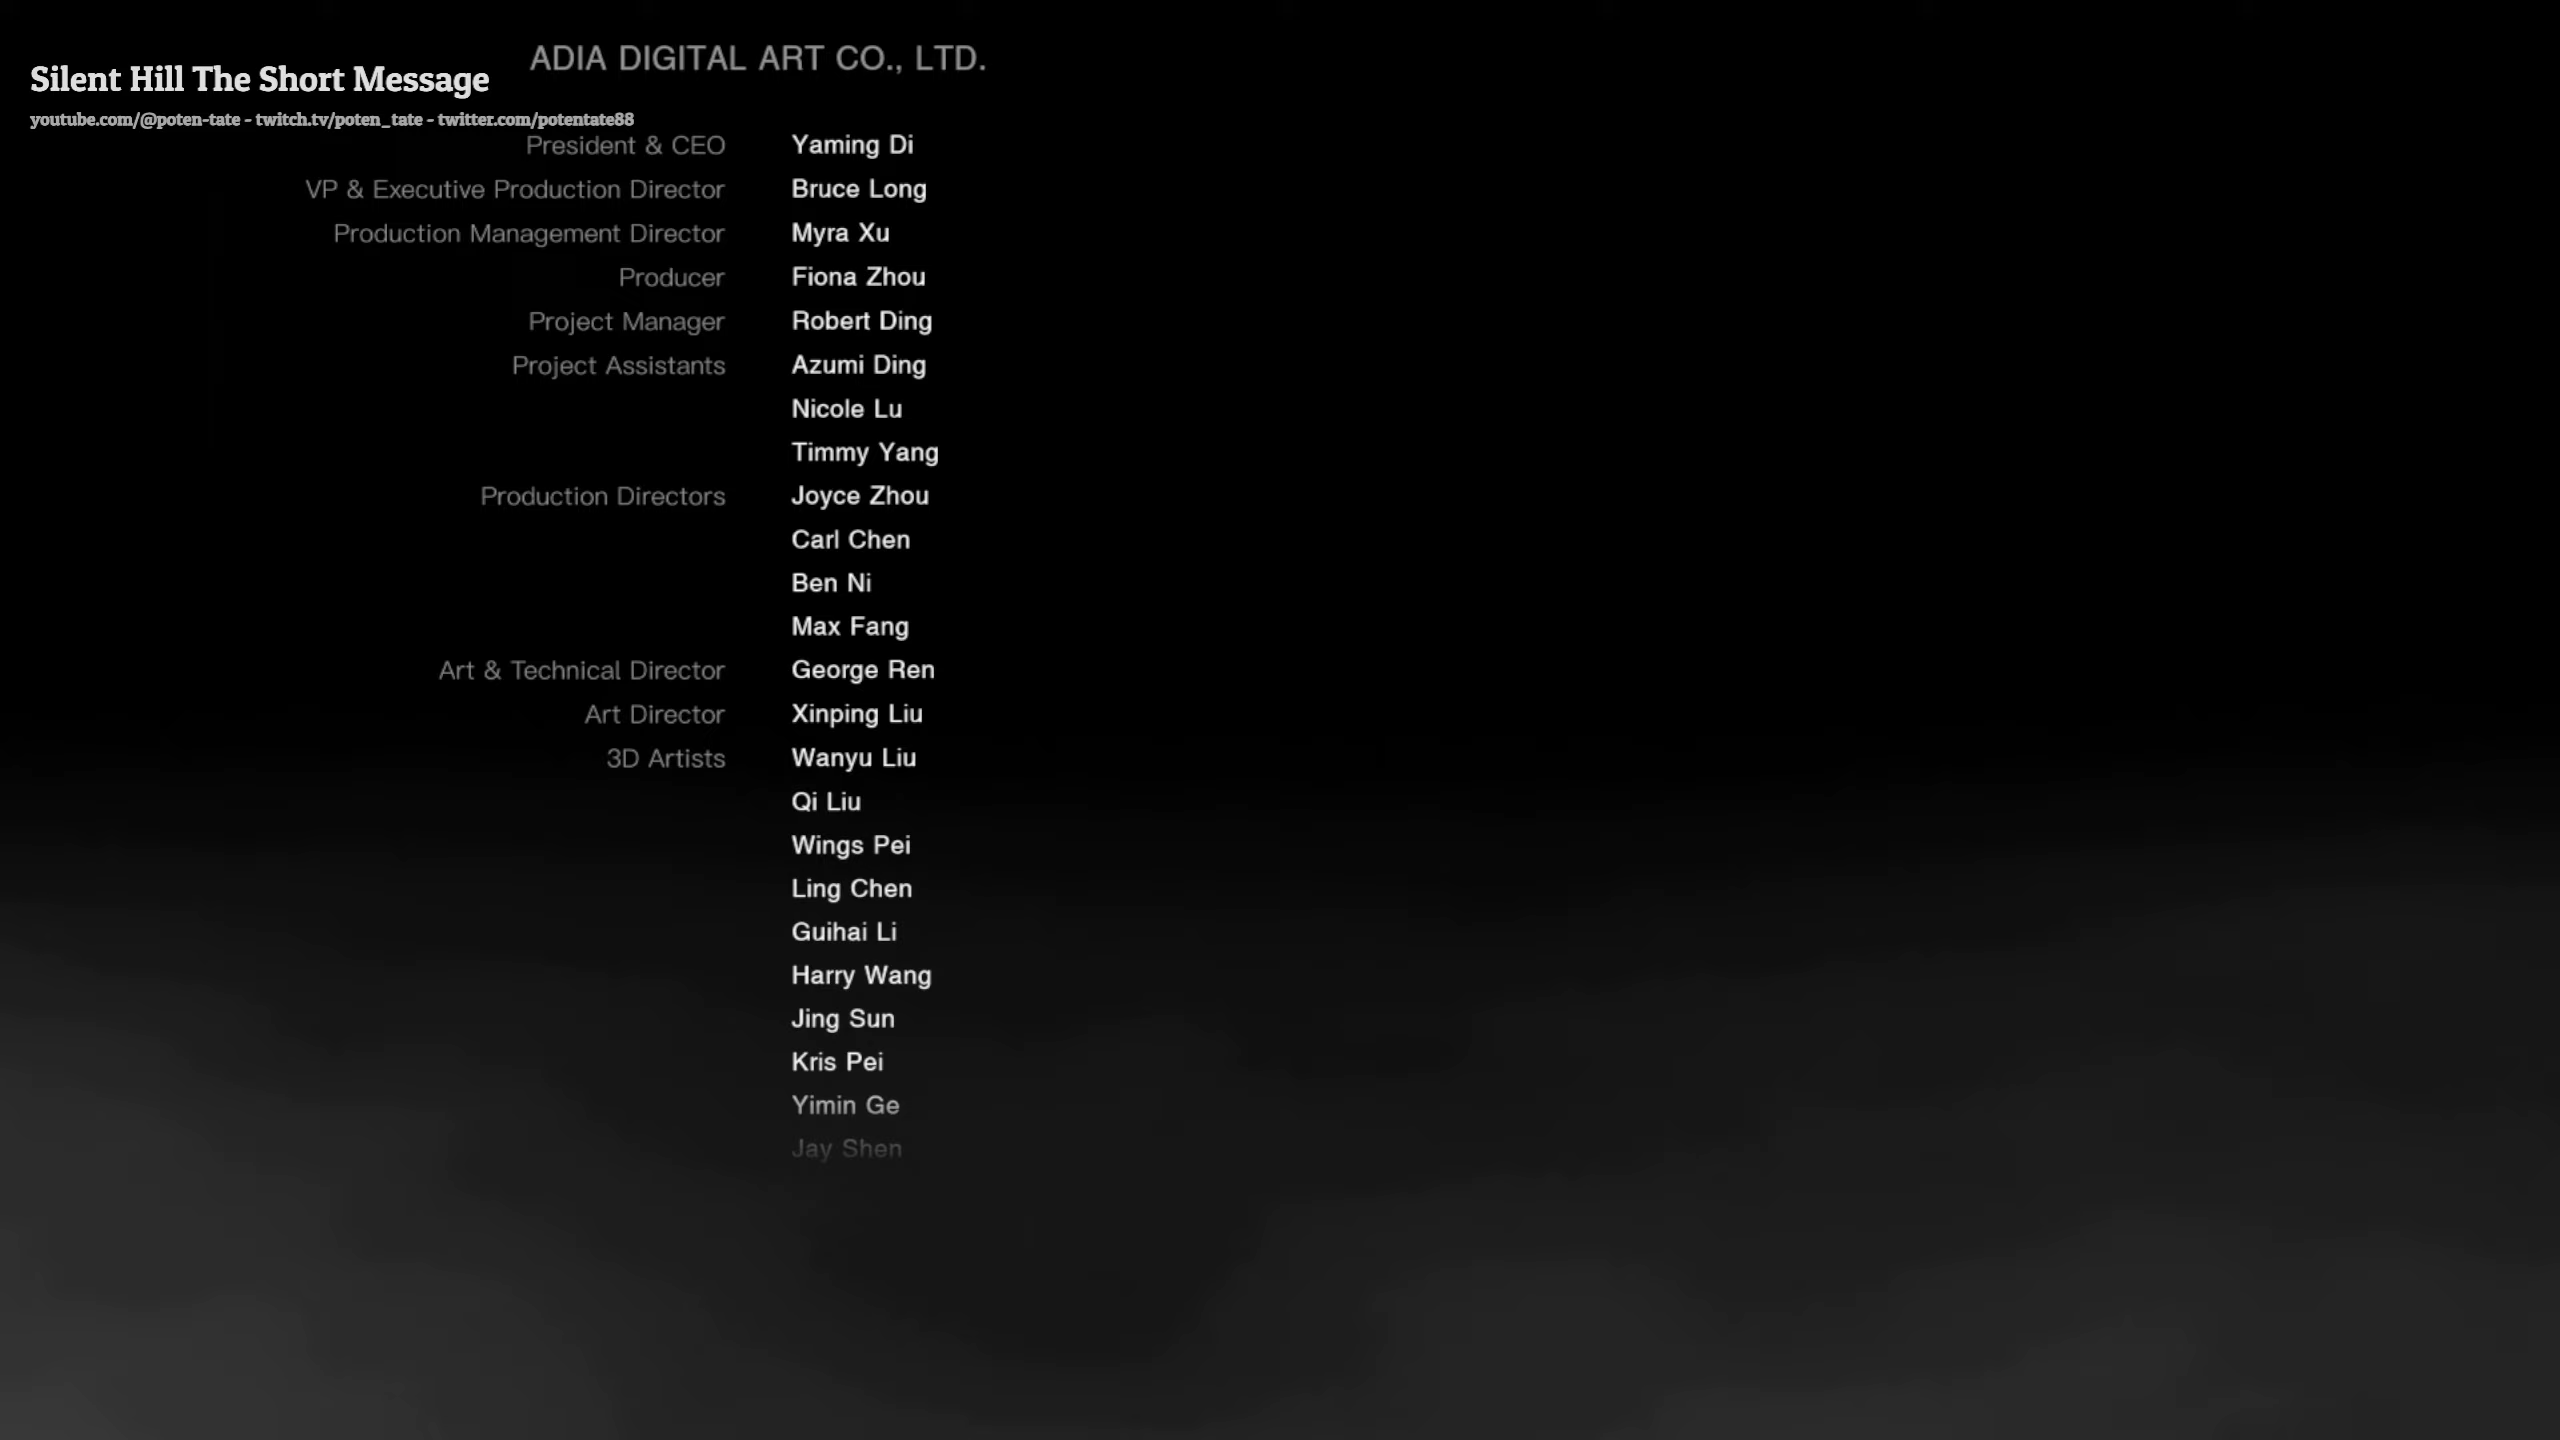 ADIA DIGITAL ART CO., LTD.
Silent Hill The Short Message
youtube.com/@poten-tate - twitch.tv/poten_tate - twitter.com/potentate88
President & CEO Yaming Di
VP & Executive Production Director Bruce Long
Production Management Director Myra Xu
Producer Fiona Zhou
Project Manager Robert Ding
Project Assistants Azumi Ding
Nicole Lu
Timmy Yang
Production Directors Joyce Zhou
Carl Chen
Ben Ni
Max Fang
Art & Technical Director George Ren
Art Director Xinping Liu
3D Artists Wanyu Liu
Qi Liu
Wings Pei
Ling Chen
Guihai Li
Harry Wang
Jing Sun
Kris Pei
Yimin Ge
Jay Shen